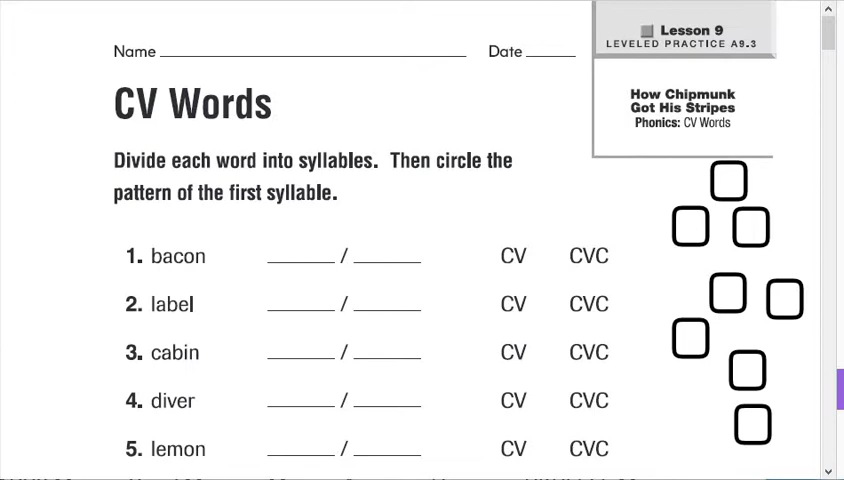 Lesson 9
LEVELED PRACTICE A9.3
Name Date
How Chipmunk
Got His Stripes
Phonics: CV Words
CV Words
Divide each word into syllables. Then circle the
pattern of the first syllable.
1. bacon / CV CVC
2. label / CV CVC
3. cabin / CV CVC
4. diver / CV CVC
5. lemon / CV CVC